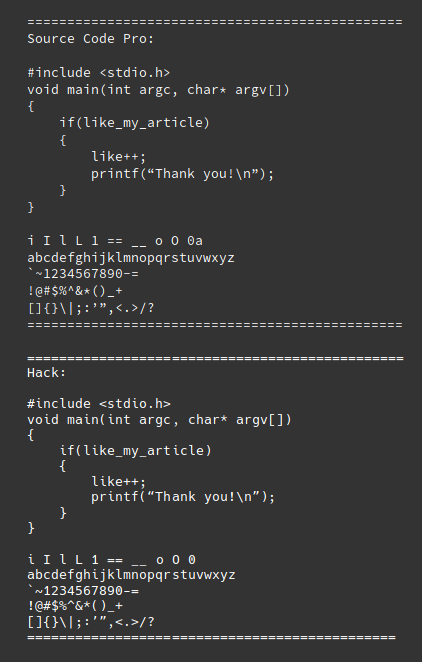 ===============================================
Source Code Pro:
#include <stdio.h>
void main(int argc, char* argv[])
{
    if(like_my_article)
    {
        like++;
        printf(“Thank you!\n”);
    }
}
i I l L 1 == __ o O 0a
abcdefghijklmnopqrstuvwxyz
`~1234567890-=
!@#$%^&*()_+
[]{}\|;:’”,<.>/?
===============================================
===============================================
Hack:
#include <stdio.h>
void main(int argc, char* argv[])
{
    if(like_my_article)
    {
        like++;
        printf(“Thank you!\n”);
    }
}
i I l L 1 == __ o O 0
abcdefghijklmnopqrstuvwxyz
`~1234567890-=
!@#$%^&*()_+
[]{}\|;:’”,<.>/?
==============================================